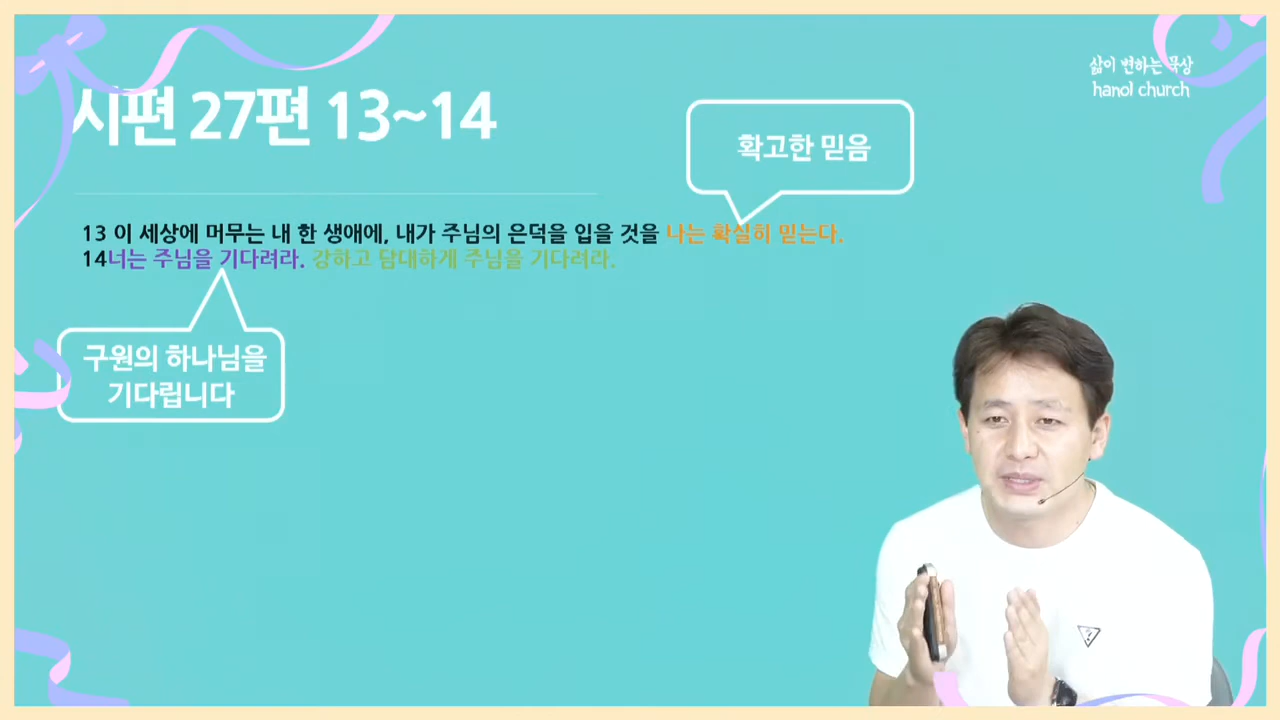 삶이 변하는 묵상
hanol church
시편 27편 13~14
확고한 믿음
13 이 세상에 머무는 내 한 생애에, 내가 주님의 은덕을 입을 것을 나는 확실히 믿는다.
14너는 주님을 기다려라. 강하고 담대하게 주님을 기다려라.
구원의 하나님을
기다립니다
?